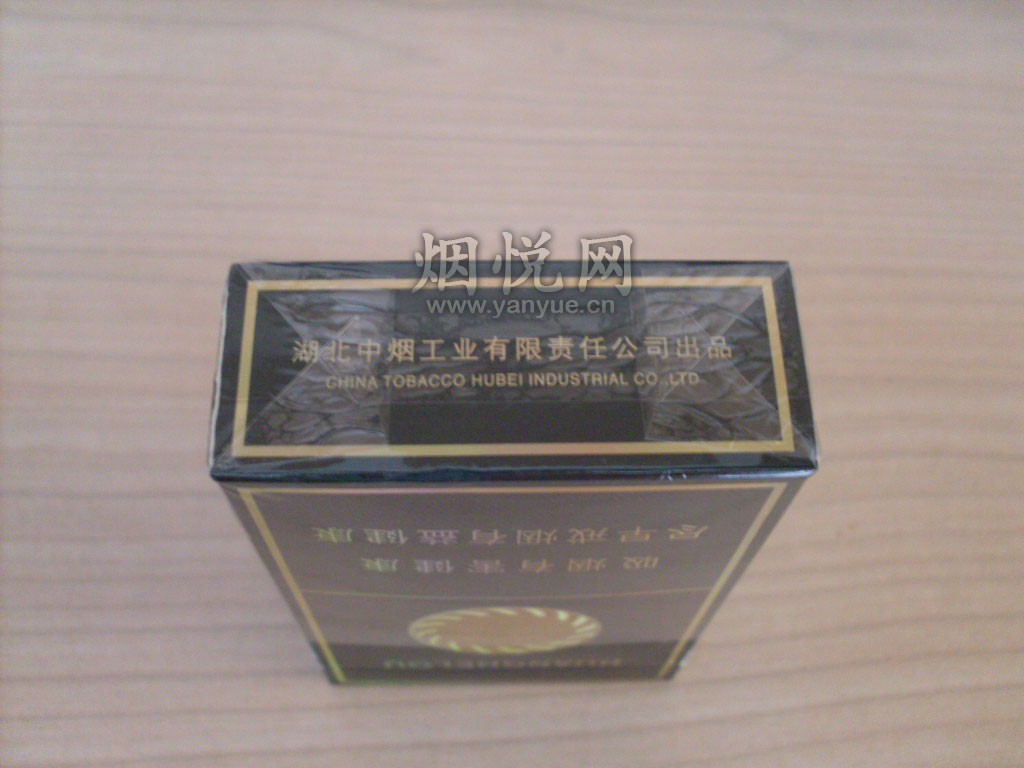 烟悦网
www.yanyue.cn
湖北中烟工业有限责任公司出品
CHINA TOBACCO HUBEI INDUSTRIAL CO.,LTD
吸烟有害健康
尽早戒烟有益健康
HUANGHELOU